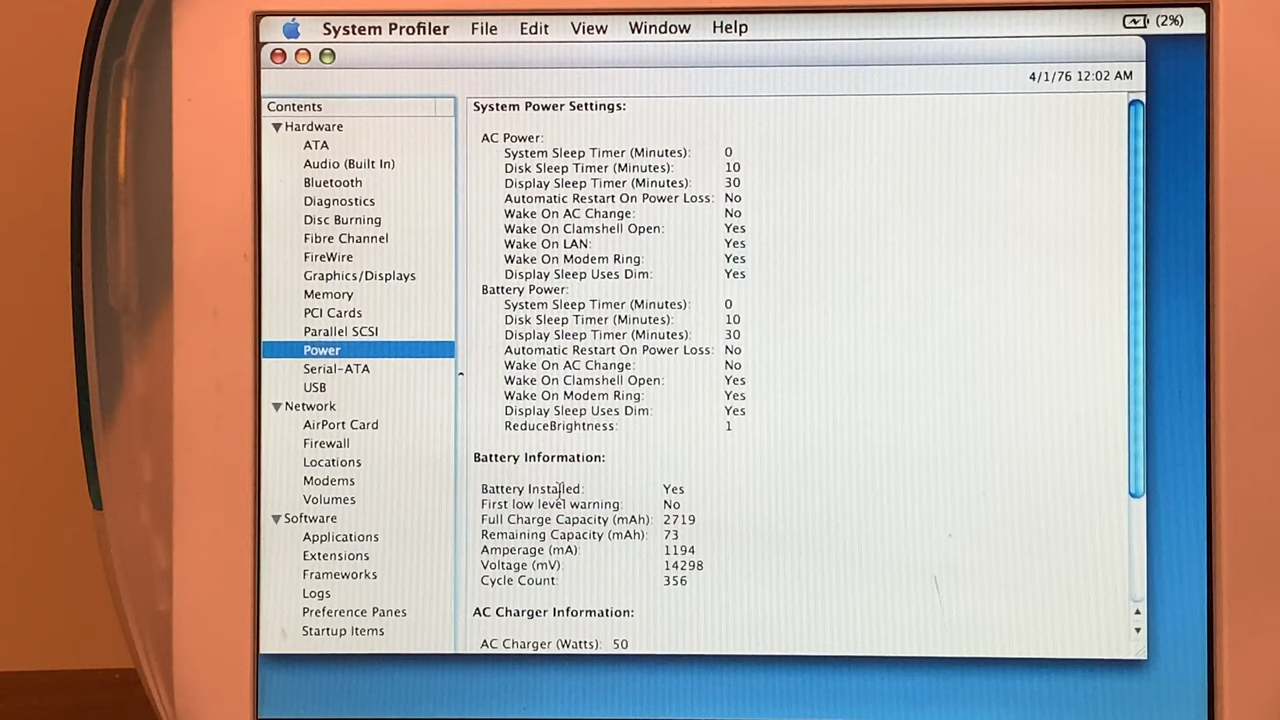 System Profiler File Edit View Window Help (2%)
4/1/76 12:02 AM
Contents
Hardware
ATA
Audio (Built In)
Bluetooth
Diagnostics
Disc Burning
Fibre Channel
FireWire
Graphics/Displays
Memory
PCI Cards
Parallel SCSI
Power
Serial-ATA
USB
Network
AirPort Card
Firewall
Locations
Modems
Volumes
Software
Applications
Extensions
Frameworks
Logs
Preference Panes
Startup Items
System Power Settings:
AC Power:
System Sleep Timer (Minutes): 0
Disk Sleep Timer (Minutes): 10
Display Sleep Timer (Minutes): 30
Automatic Restart On Power Loss: No
Wake On AC Change: No
Wake On Clamshell Open: Yes
Wake On LAN: Yes
Wake On Modem Ring: Yes
Display Sleep Uses Dim: Yes
Battery Power:
System Sleep Timer (Minutes): 0
Disk Sleep Timer (Minutes): 10
Display Sleep Timer (Minutes): 30
Automatic Restart On Power Loss: No
Wake On AC Change: No
Wake On Clamshell Open: Yes
Wake On Modem Ring: Yes
Display Sleep Uses Dim: Yes
ReduceBrightness: 1
Battery Information:
Battery Installed: Yes
First low level warning: No
Full Charge Capacity (mAh): 2719
Remaining Capacity (mAh): 73
Amperage (mA): 1194
Voltage (mV): 14298
Cycle Count: 356
AC Charger Information:
AC Charger (Watts): 50